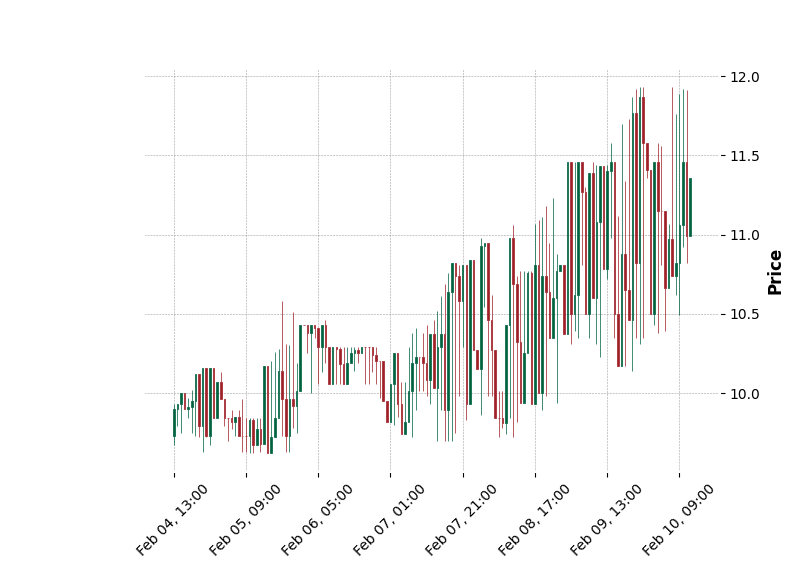 12.0
11.5
11.0
10.5
10.0
Price
Feb 04, 13:00
Feb 05, 09:00
Feb 06, 05:00
Feb 07, 01:00
Feb 07, 21:00
Feb 08, 17:00
Feb 09, 13:00
Feb 10, 09:00